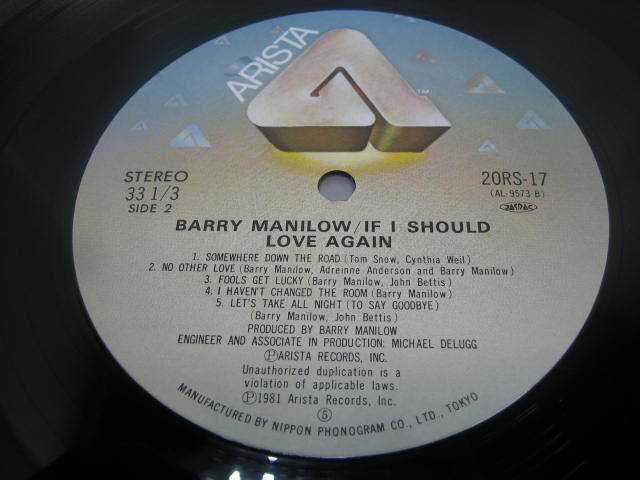 ARISTA
TM
STEREO
33 1/3
SIDE 2
20RS-17
(AL-9573 B)
JASRAC
BARRY MANILOW/IF I SHOULD
LOVE AGAIN
1. SOMEWHERE DOWN THE ROAD (Tom Snow, Cynthia Weil)
2. NO OTHER LOVE (Barry Manilow, Adreinne Anderson and Barry Manilow)
3. FOOLS GET LUCKY (Barry Manilow, John Bettis)
4. I HAVEN'T CHANGED THE ROOM (Barry Manilow)
5. LET'S TAKE ALL NIGHT (TO SAY GOODBYE)
(Barry Manilow, John Bettis)
PRODUCED BY BARRY MANILOW
ENGINEER AND ASSOCIATE IN PRODUCTION: MICHAEL DELUGG
ⓅARISTA RECORDS, INC.
Unauthorized duplication is a
violation of applicable laws.
Ⓟ1981 Arista Records, Inc.
⑤
MANUFACTURED BY NIPPON PHONOGRAM CO., LTD., TOKYO